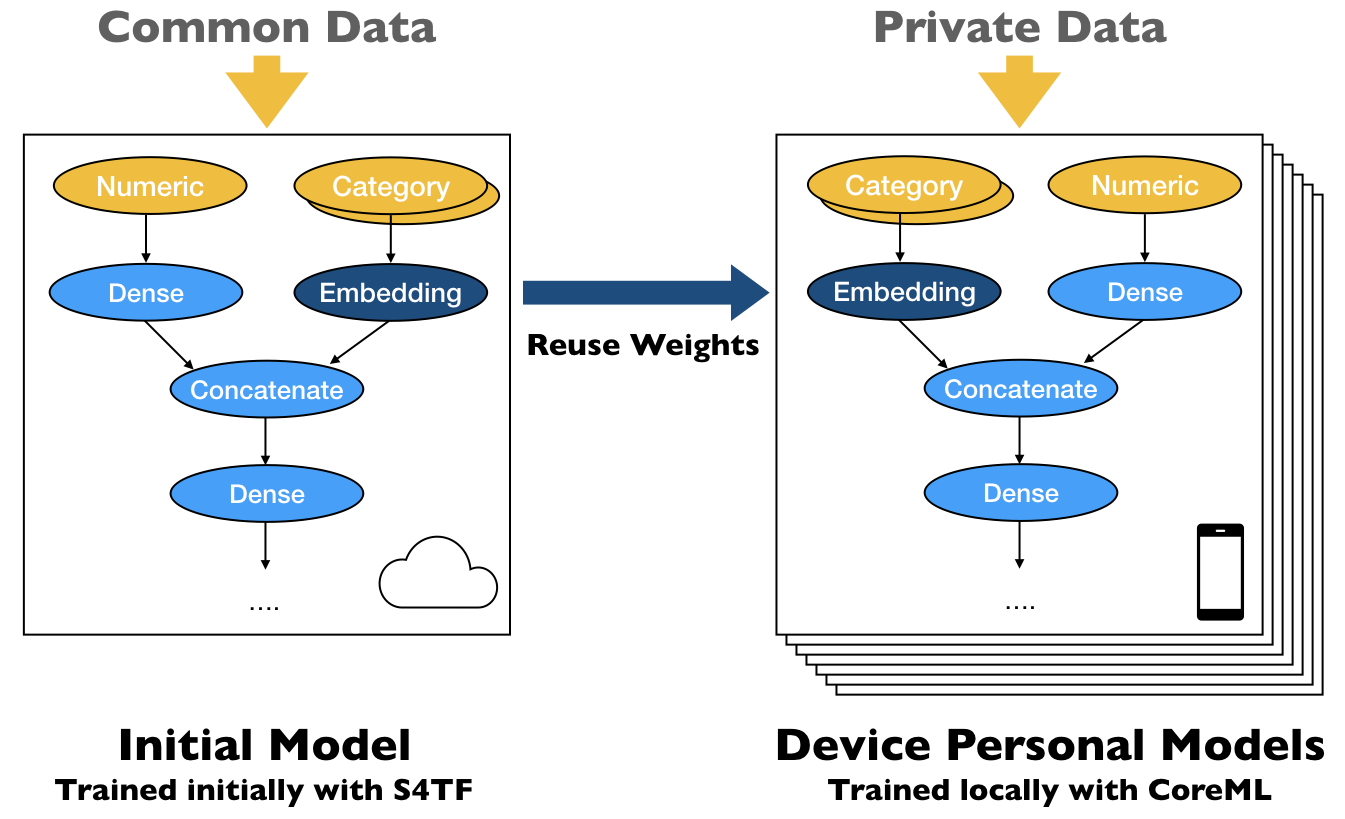 Common Data
Private Data
Numeric
Category
Category
Numeric
Dense
Embedding
Embedding
Dense
Reuse Weights
Concatenate
Concatenate
Dense
Dense
....
....
Initial Model
Trained initially with S4TF
Device Personal Models
Trained locally with CoreML